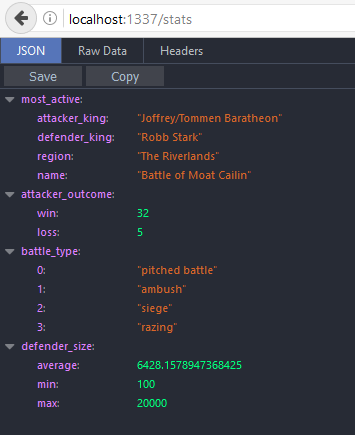 localhost:1337/stats
JSON Raw Data Headers
Save Copy
most_active:
attacker_king: "Joffrey/Tommen Baratheon"
defender_king: "Robb Stark"
region: "The Riverlands"
name: "Battle of Moat Cailin"
attacker_outcome:
win: 32
loss: 5
battle_type:
0: "pitched battle"
1: "ambush"
2: "siege"
3: "razing"
defender_size:
average: 6428.1578947368425
min: 100
max: 20000